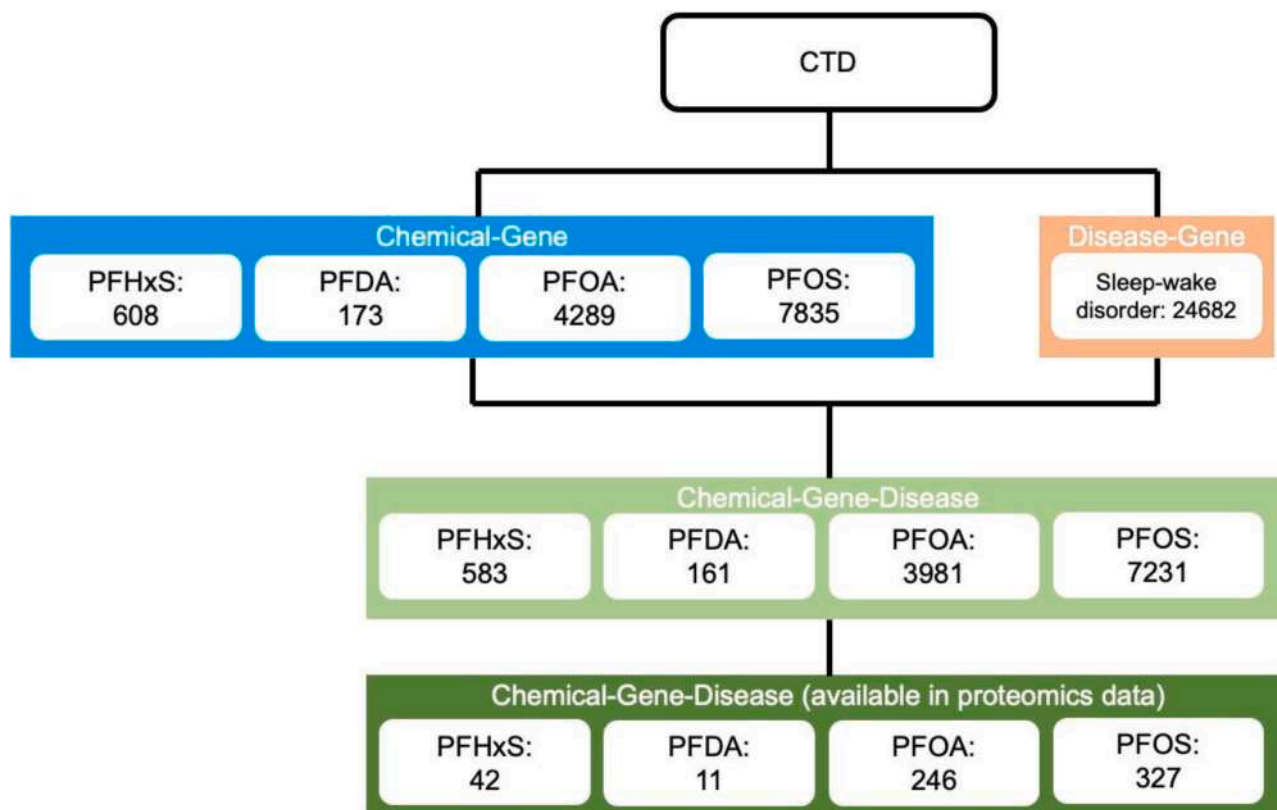 CTD
Chemical-Gene
PFHxS:
608
PFDA:
173
PFOA:
4289
PFOS:
7835
Disease-Gene
Sleep-wake
disorder: 24682
Chemical-Gene-Disease
PFHxS:
583
PFDA:
161
PFOA:
3981
PFOS:
7231
Chemical-Gene-Disease (available in proteomics data)
PFHxS:
42
PFDA:
11
PFOA:
246
PFOS:
327